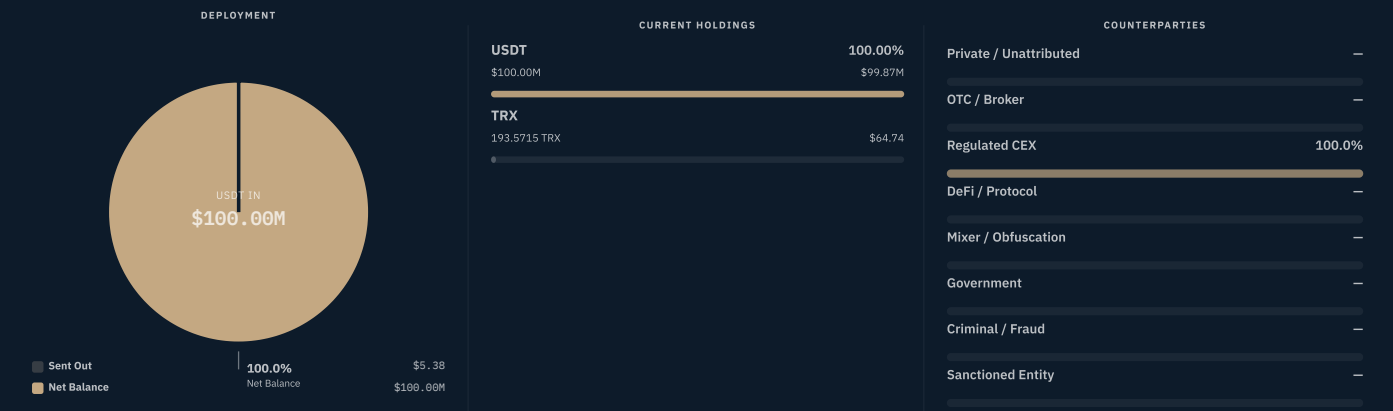 DEPLOYMENT
USDT IN
$100.00M
Sent Out
$5.38
Net Balance
$100.00M
100.0%
Net Balance
CURRENT HOLDINGS
USDT 100.00%
$100.00M $99.87M
TRX
193.5715 TRX $64.74
COUNTERPARTIES
Private / Unattributed —
OTC / Broker —
Regulated CEX 100.0%
DeFi / Protocol —
Mixer / Obfuscation —
Government —
Criminal / Fraud —
Sanctioned Entity —